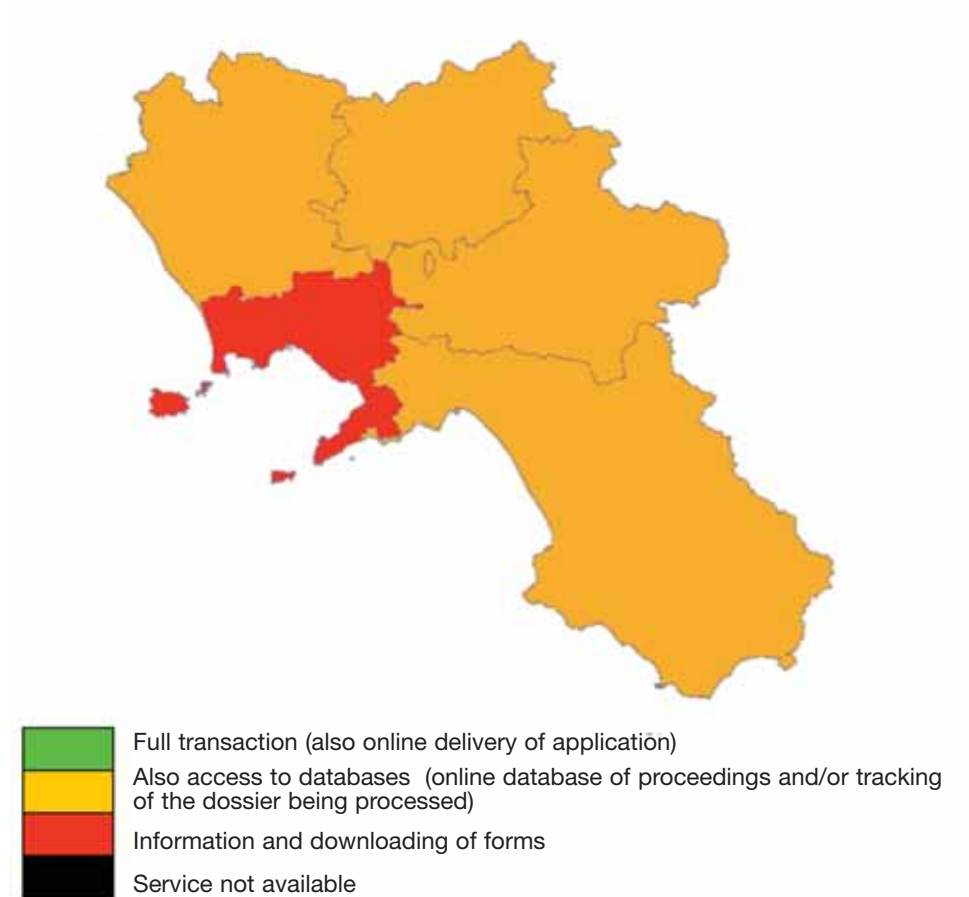 Full transaction (also online delivery of application)
Also access to databases (online database of proceedings and/or tracking
of the dossier being processed)
Information and downloading of forms
Service not available